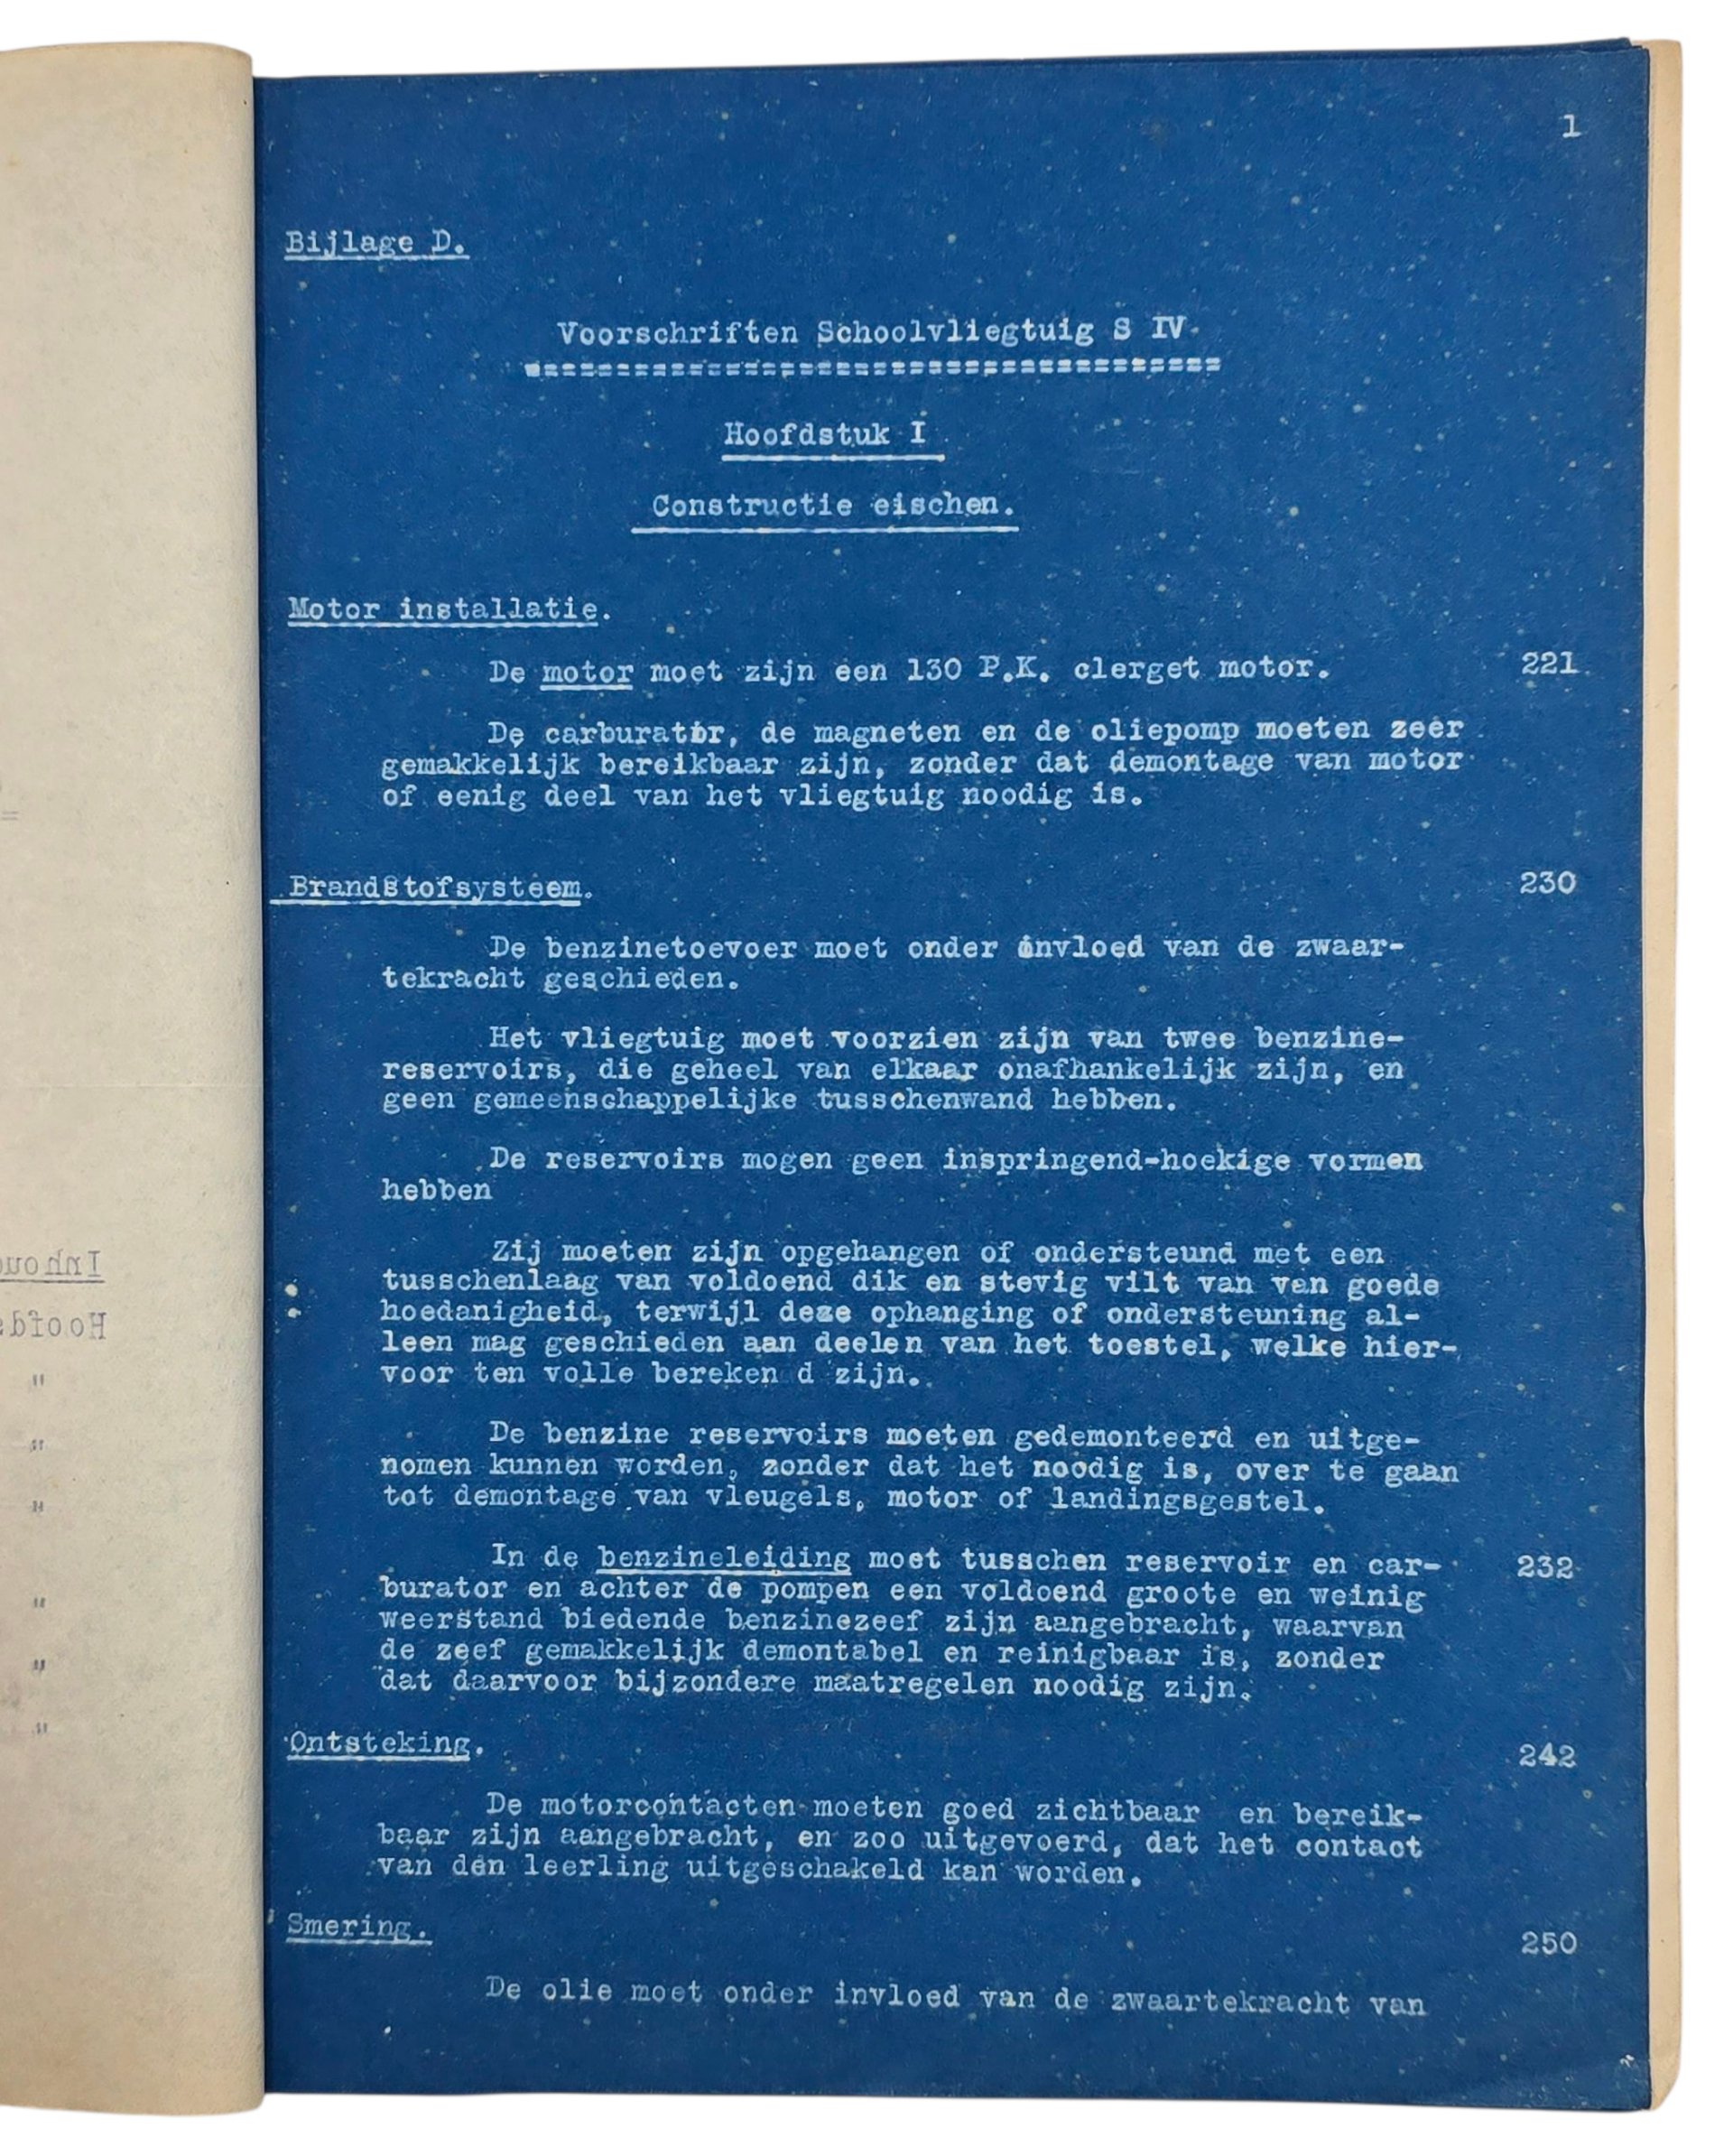 1
Bijlage D.
Voorschriften Schoolvliegtuig S IV.
======================================
Hoofdstuk I
Constructie eischen.
Motor installatie.
De motor moet zijn een 130 P.K. clerget motor. 221.
De carburator, de magneten en de oliepomp moeten zeer
gemakkelijk bereikbaar zijn, zonder dat demontage van motor
of eenig deel van het vliegtuig noodig is.
Brandstofsysteem. 230
De benzinetoevoer moet onder invloed van de zwaar-
tekracht geschieden.
Het vliegtuig moet voorzien zijn van twee benzine-
reservoirs, die geheel van elkaar onafhankelijk zijn, en
geen gemeenschappelijke tusschenwand hebben.
De reservoirs mogen geen inspringend-hoekige vormen
hebben
Zij moeten zijn opgehangen of ondersteund met een
tusschenlaag van voldoend dik en stevig vilt van van goede
hoedanigheid, terwijl deze ophanging of ondersteuning al-
leen mag geschieden aan deelen van het toestel, welke hier-
voor ten volle bereken d zijn.
De benzine reservoirs moeten gedemonteerd en uitge-
nomen kunnen worden, zonder dat het noodig is, over te gaan
tot demontage van vleugels, motor of landingsgestel.
In de benzineleiding moet tusschen reservoir en car- 232
burator en achter de pompen een voldoend groote en weinig
weerstand biedende benzinezeef zijn aangebracht, waarvan
de zeef gemakkelijk demontabel en reinigbaar is, zonder
dat daarvoor bijzondere maatregelen noodig zijn.
Ontsteking. 242
De motorcontacten moeten goed zichtbaar en bereik-
baar zijn aangebracht, en zoo uitgevoerd, dat het contact
van den leerling uitgeschakeld kan worden.
Smering. 250
De olie moet onder invloed van de zwaartekracht van